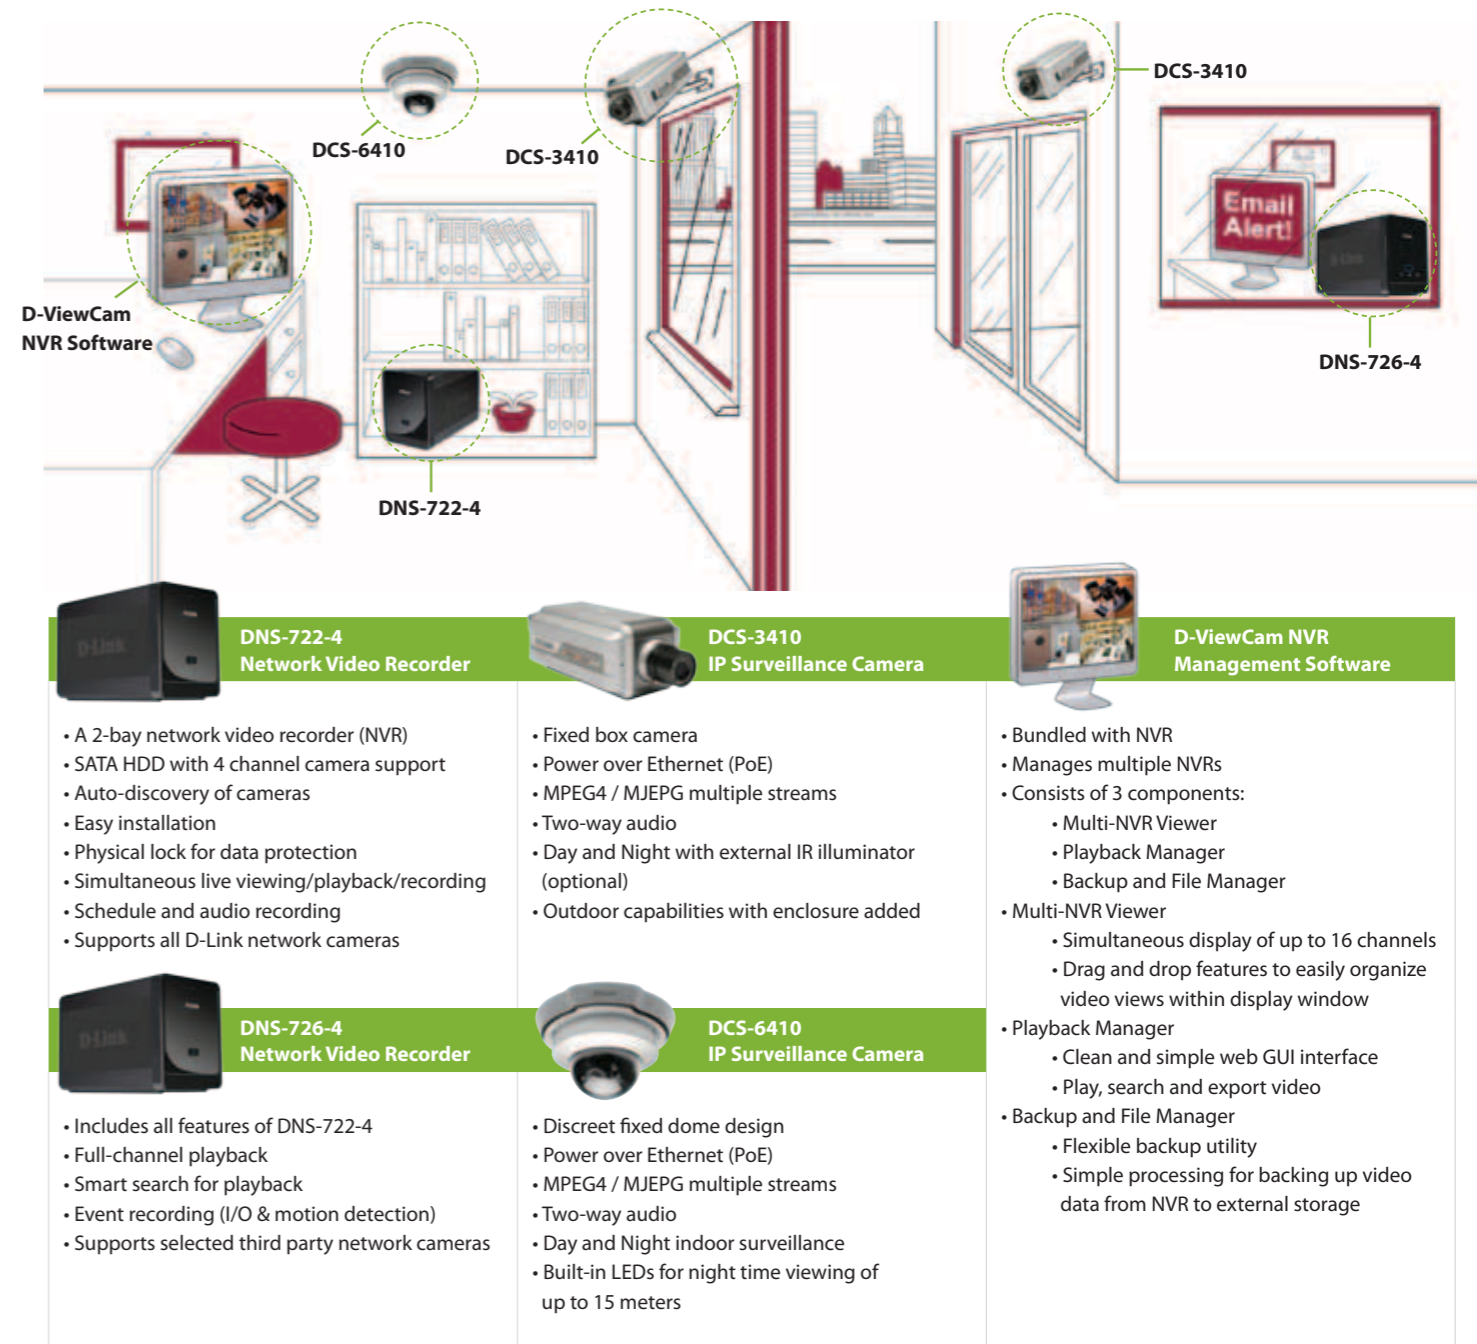 DCS-3410
DCS-6410
DCS-3410
Email
Alert!
D-Link
D-ViewCam
NVR Software
DNS-726-4
DNS-722-4
D-Link
DNS-722-4
Network Video Recorder
• A 2-bay network video recorder (NVR)
• SATA HDD with 4 channel camera support
• Auto-discovery of cameras
• Easy installation
• Physical lock for data protection
• Simultaneous live viewing/playback/recording
• Schedule and audio recording
• Supports all D-Link network cameras
D-Link
DNS-726-4
Network Video Recorder
• Includes all features of DNS-722-4
• Full-channel playback
• Smart search for playback
• Event recording (I/O & motion detection)
• Supports selected third party network cameras
DCS-3410
IP Surveillance Camera
• Fixed box camera
• Power over Ethernet (PoE)
• MPEG4 / MJEPG multiple streams
• Two-way audio
• Day and Night with external IR illuminator
(optional)
• Outdoor capabilities with enclosure added
DCS-6410
IP Surveillance Camera
• Discreet fixed dome design
• Power over Ethernet (PoE)
• MPEG4 / MJEPG multiple streams
• Two-way audio
• Day and Night indoor surveillance
• Built-in LEDs for night time viewing of
up to 15 meters
D-ViewCam NVR
Management Software
• Bundled with NVR
• Manages multiple NVRs
• Consists of 3 components:
• Multi-NVR Viewer
• Playback Manager
• Backup and File Manager
• Multi-NVR Viewer
• Simultaneous display of up to 16 channels
• Drag and drop features to easily organize
video views within display window
• Playback Manager
• Clean and simple web GUI interface
• Play, search and export video
• Backup and File Manager
• Flexible backup utility
• Simple processing for backing up video
data from NVR to external storage